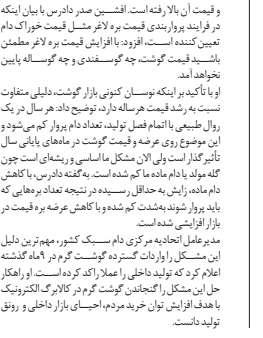 و قیمت آن بالا رفته است. افشین صدر دادرس با بیان اینکه
در فرایند پرواربندی قیمت بره لاغر مثل قیمت خوراک دام
تعیین کننده است، افزود: با افزایش قیمت بره لاغر مطمئن
باشید قیمت گوشت، چه گوسفندی و چه گوساله پایین
نخواهد آمد.
او با تأکید بر اینکه نوسان کنونی بازار گوشت، دلیلی متفاوت
نسبت به رشد قیمت هرساله دارد، توضیح داد: هر سال در یک
روال طبیعی با اتمام فصل تولید، تعداد دام پروار کم می‌شود و
این موضوع روی عرضه و قیمت گوشت در ماه‌های پایانی سال
تأثیرگذار است ولی الان مشکل ما اساسی و ریشه‌ای است چون
گله مولد یا دام ماده ما کم شده است. به‌گفته دادرس، با کاهش
دام ماده، زایش به حداقل رسیده در نتیجه تعداد بره‌هایی که
باید پروار شوند به‌شدت کم شده و با کاهش عرضه بره قیمت در
بازار افزایشی شده است.
مدیرعامل اتحادیه مرکزی دام سبک کشور، مهم‌ترین دلیل
این مشکل را واردات گسترده گوشت گرم در ۹ماه گذشته
اعلام کرد که تولید داخلی را عملا راکد کرده است. او راهکار
حل این مشکل را گنجاندن گوشت گرم در کالابرگ الکترونیک
با هدف افزایش توان خرید مردم، احیای بازار داخلی و رونق
تولید دانست.